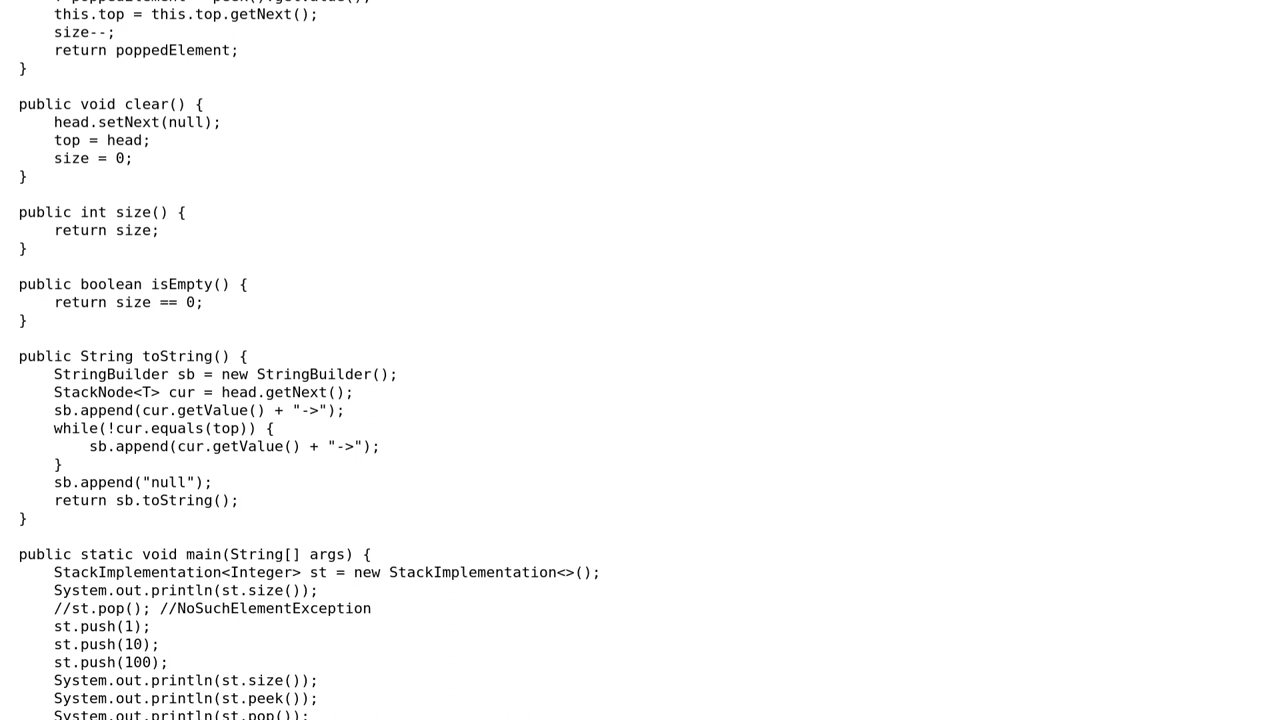 this.top = this.top.getNext();
    size--;
    return poppedElement;
}

public void clear() {
    head.setNext(null);
    top = head;
    size = 0;
}

public int size() {
    return size;
}

public boolean isEmpty() {
    return size == 0;
}

public String toString() {
    StringBuilder sb = new StringBuilder();
    StackNode<T> cur = head.getNext();
    sb.append(cur.getValue() + "->");
    while(!cur.equals(top)) {
        sb.append(cur.getValue() + "->");
    }
    sb.append("null");
    return sb.toString();
}

public static void main(String[] args) {
    StackImplementation<Integer> st = new StackImplementation<>();
    System.out.println(st.size());
    //st.pop(); //NoSuchElementException
    st.push(1);
    st.push(10);
    st.push(100);
    System.out.println(st.size());
    System.out.println(st.peek());
    System.out.println(st.pop());